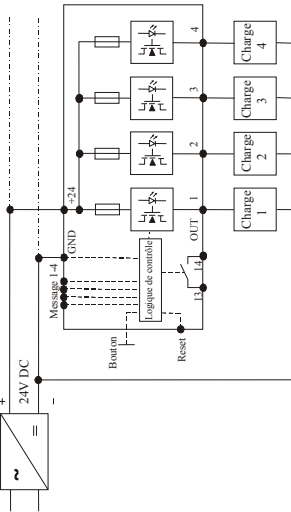 4
3
2
1
Charge
4
Charge
3
Charge
2
Charge
1
+24
GND
OUT
Message 1-4
Logique de contrôle
14
13
Bouton
Reset
+
24V DC
-
~
=